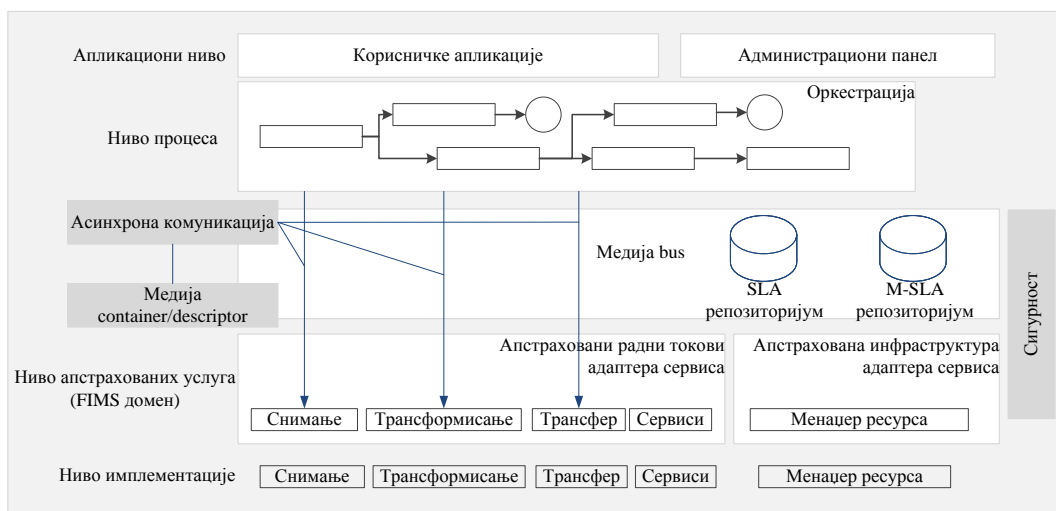 Апликациони ниво
Корисничке апликације
Администрациони панел
Оркестрација
Ниво процеса
Асинхрона комуникација
Медија bus
Медија
container/descriptor
SLA
репозиторијум
M-SLA
репозиторијум
Сигурност
Ниво апстрахованих услуга
(FIMS домен)
Апстраховани радни токови
адаптера сервиса
Апстрахована инфраструктура
адаптера сервиса
Снимање
Трансформисање
Трансфер
Сервиси
Менаџер ресурса
Ниво имплементације
Снимање
Трансформисање
Трансфер
Сервиси
Менаџер ресурса